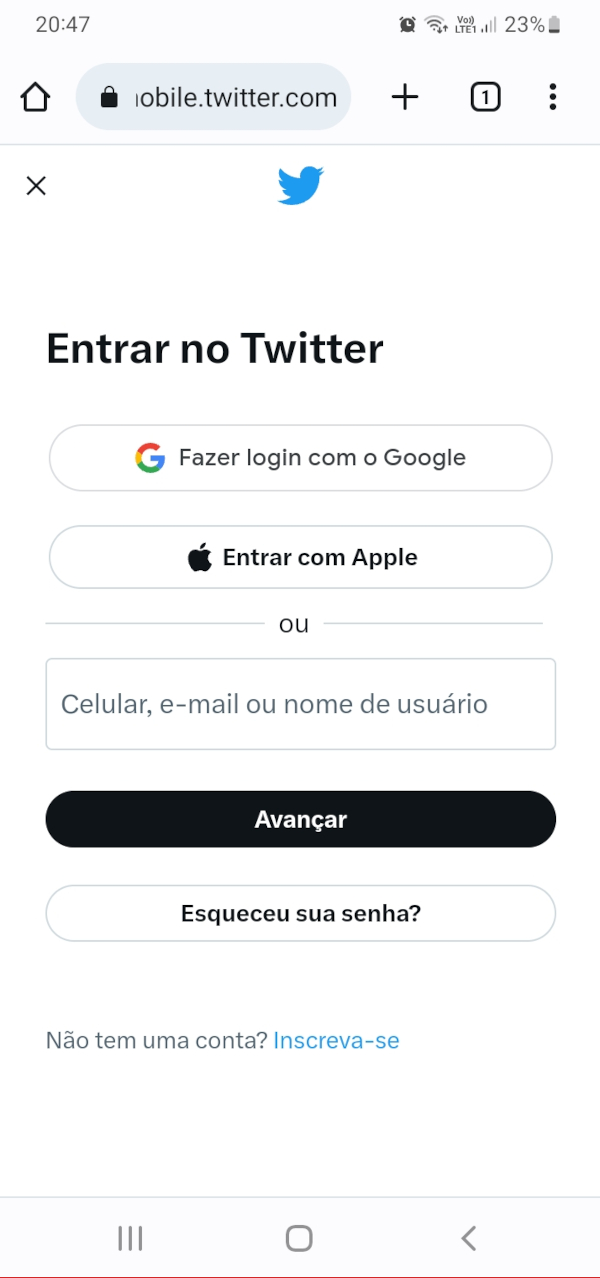 20:47
Vo))
LTE1
23%
nobile.twitter.com
1
Entrar no Twitter
Fazer login com o Google
Entrar com Apple
ou
Celular, e-mail ou nome de usuário
Avançar
Esqueceu sua senha?
Não tem uma conta? Inscreva-se